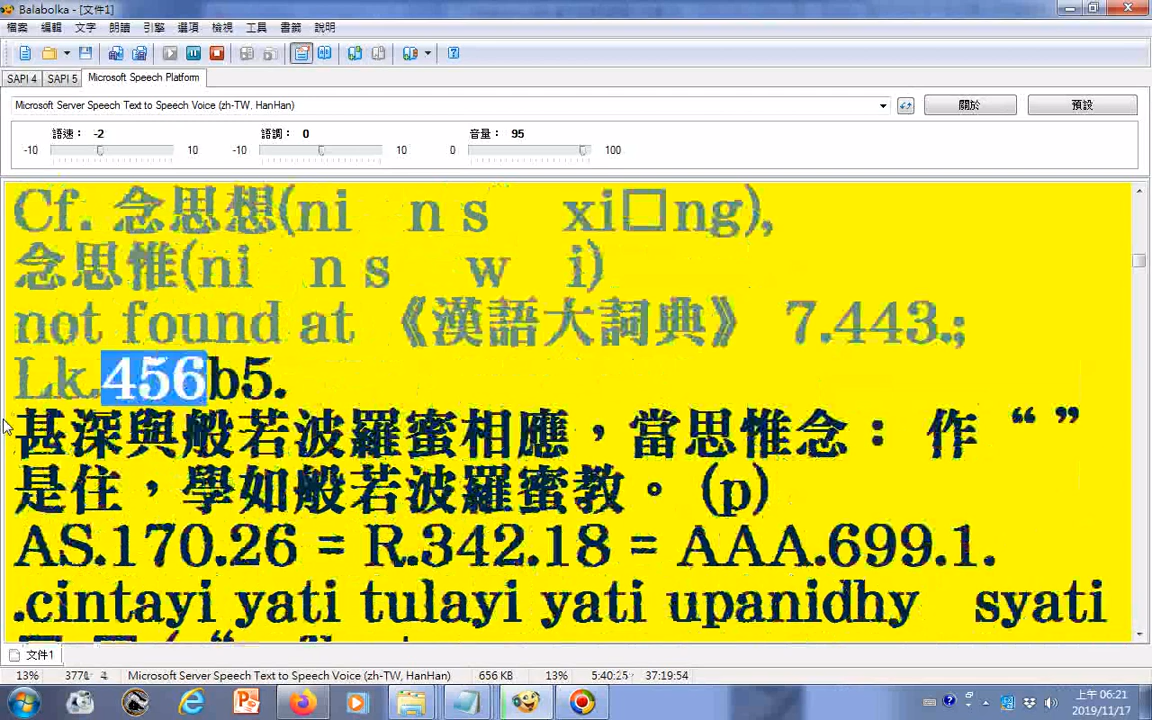 Balabolka - [文件1]
檔案 編輯 文字 朗讀 引擎 選項 檢視 工具 書籤 說明
SAPI 4 SAPI 5 Microsoft Speech Platform
Microsoft Server Speech Text to Speech Voice (zh-TW, HanHan)
關於 預設
語速： -2 語調： 0 音量： 95
-10 10 -10 10 0 100
Cf. 念思想(ni n s xi□ng),
念思惟(ni n s w i)
not found at 《漢語大詞典》 7.443.;
Lk.456b5.
甚深與般若波羅蜜相應，當思惟念： 作“ ”
是住，學如般若波羅蜜教。 (p)
AS.170.26 = R.342.18 = AAA.699.1.
.cintayi yati tulayi yati upanidhy syati
文件1
13% Microsoft Server Speech Text to Speech Voice (zh-TW, HanHan) 656 KB 13% 5:40:25 37:19:54
上午 06:21
2019/11/17